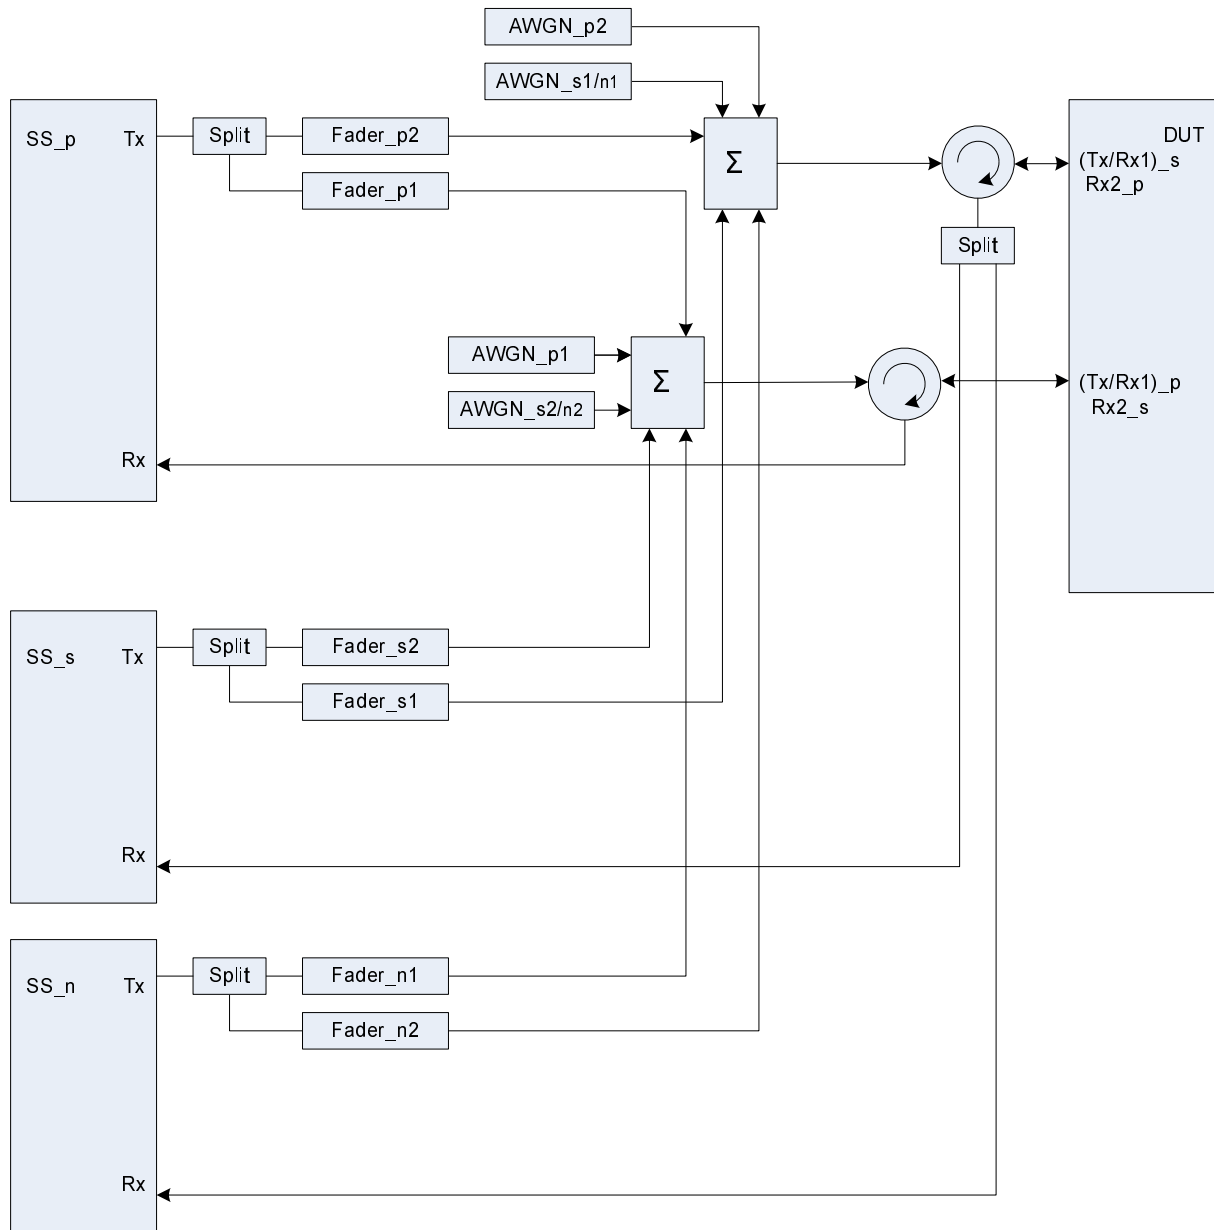 AWGN_p2
AWGN_s1/n1
SS_p Tx
Split
Fader_p2
Fader_p1
Σ
DUT
(Tx/Rx1)_s
Rx2_p
Split
AWGN_p1
AWGN_s2/n2
Σ
(Tx/Rx1)_p
Rx2_s
Rx
SS_s Tx
Split
Fader_s2
Fader_s1
Rx
SS_n Tx
Split
Fader_n1
Fader_n2
Rx